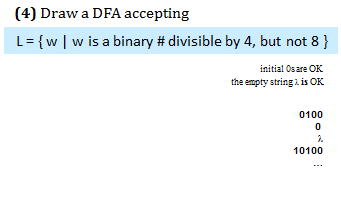 (4) Draw a DFA accepting
L = { w | w is a binary # divisible by 4, but not 8 }
initial 0s are OK
the empty string λ is OK
0100
0
λ
10100
...